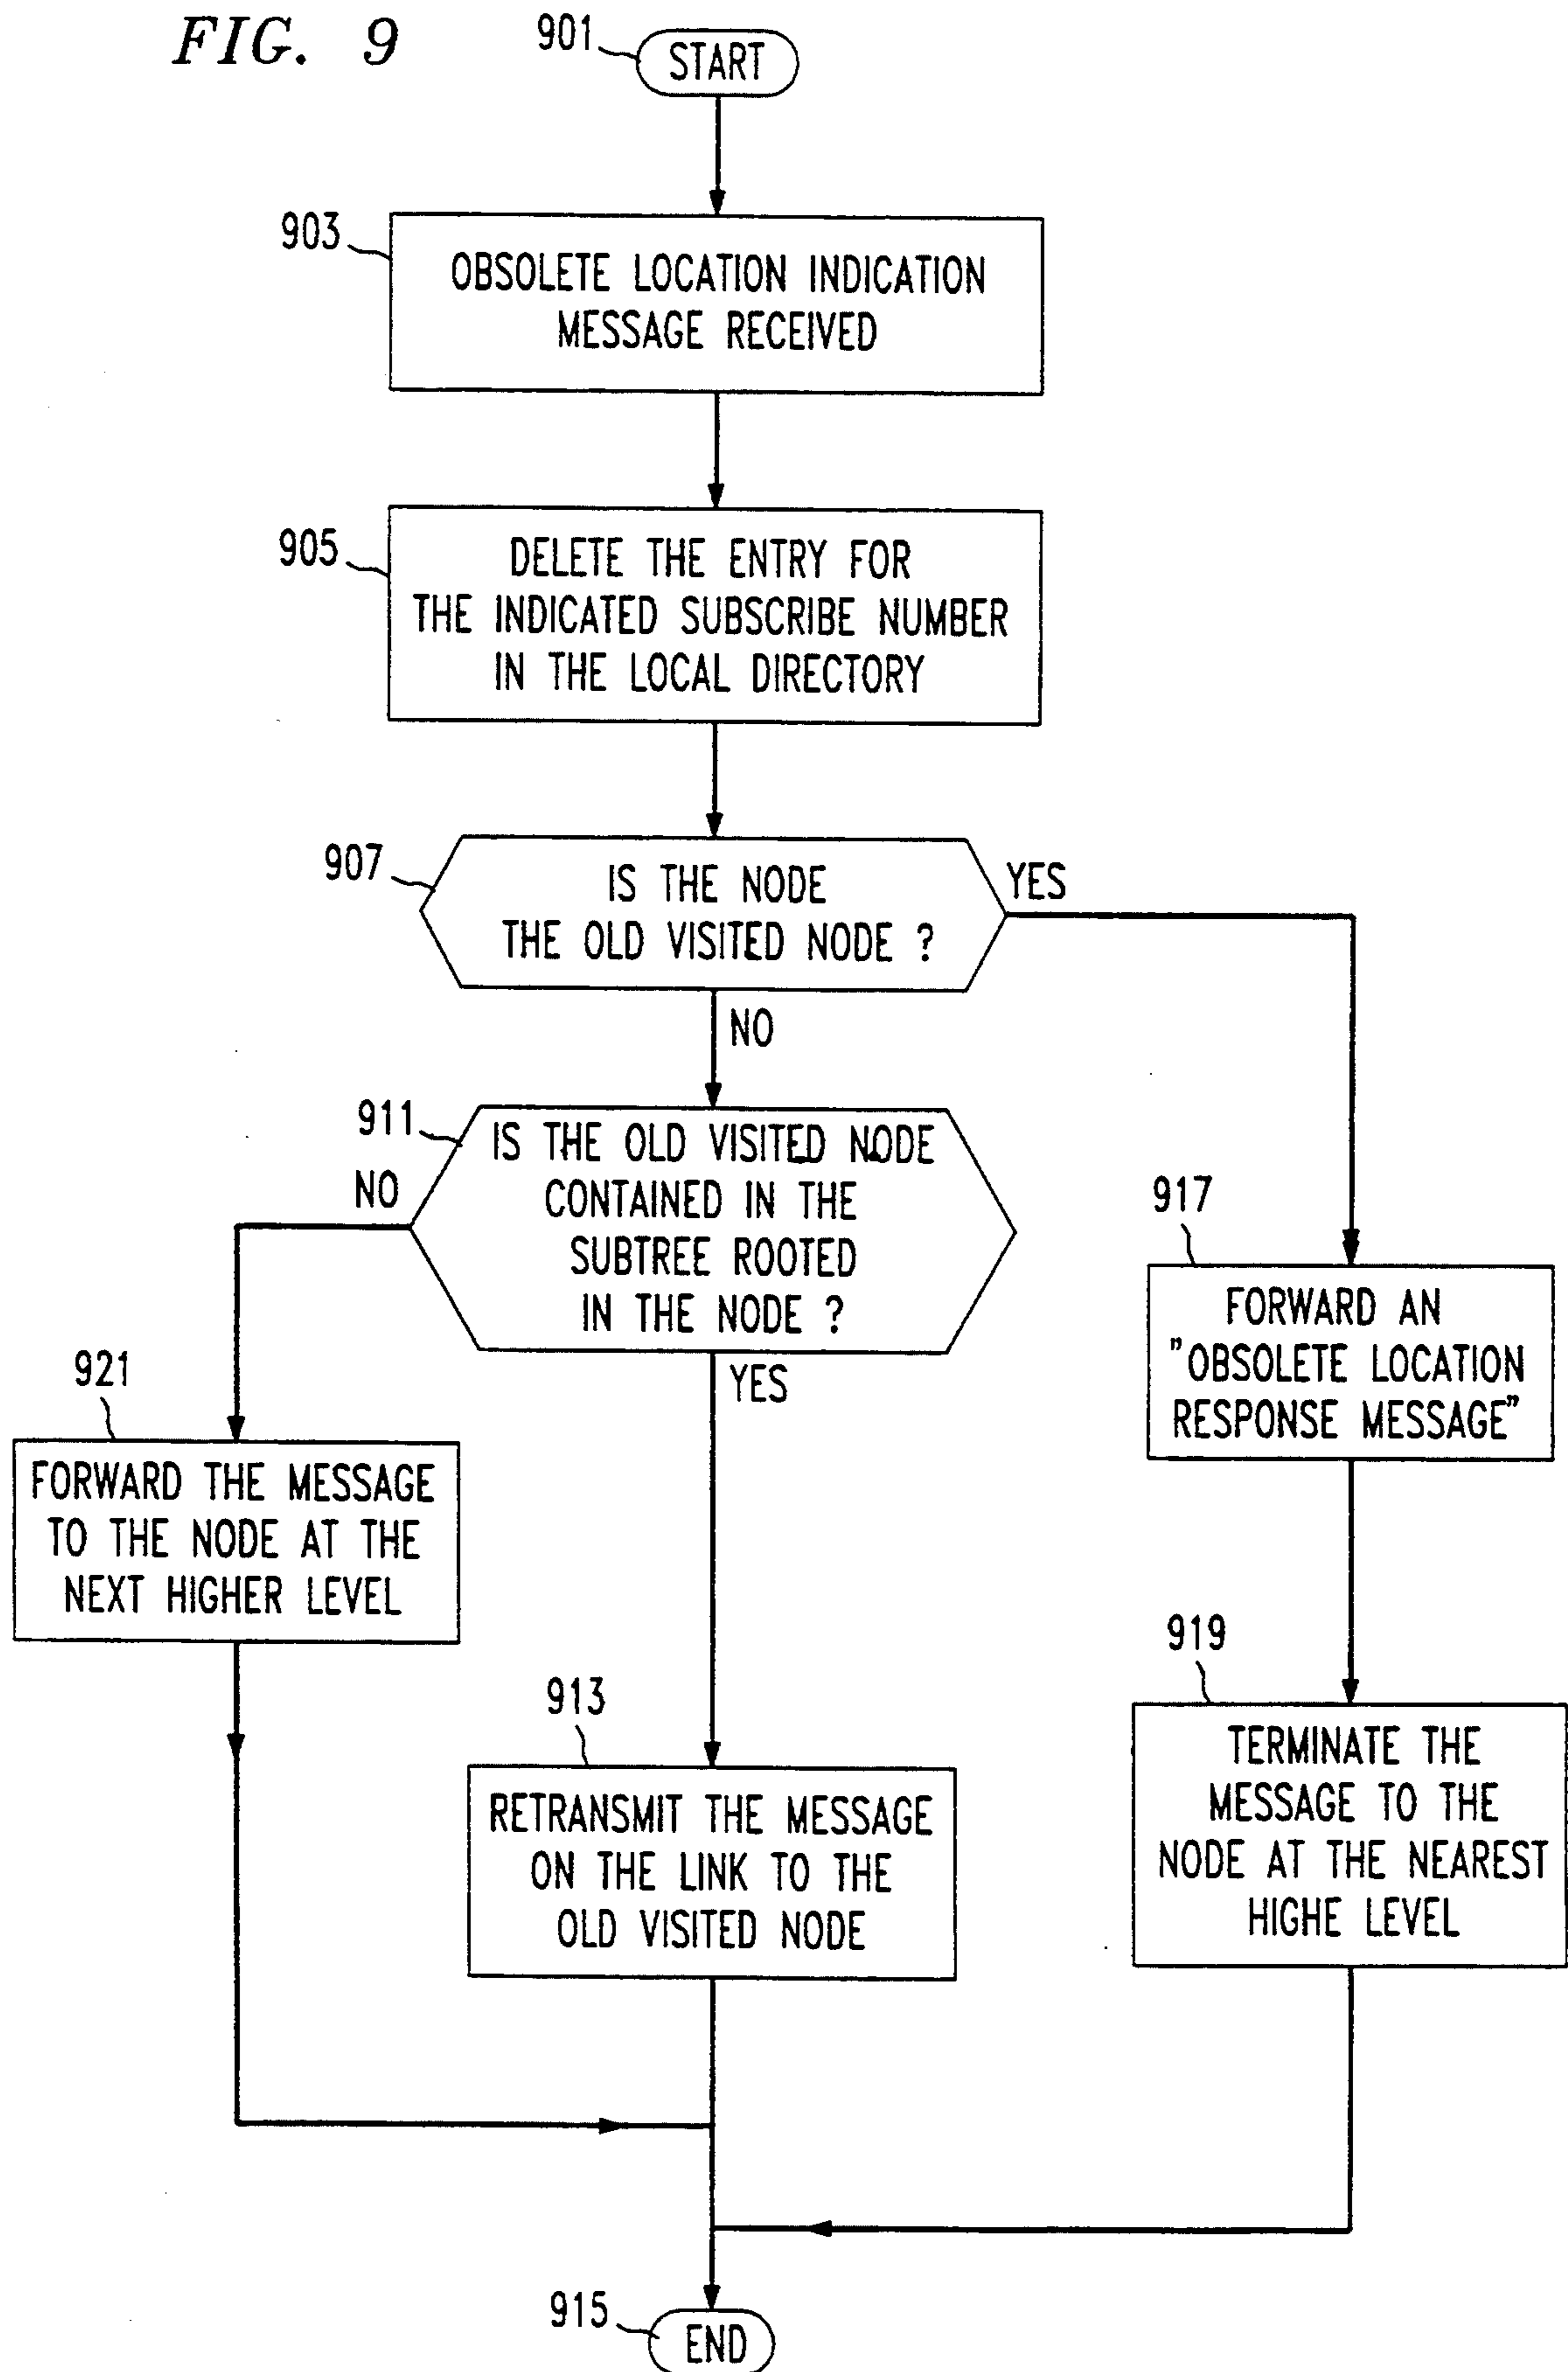 FIG. 9
901
START
903
OBSOLETE LOCATION INDICATION
MESSAGE RECEIVED
905
DELETE THE ENTRY FOR
THE INDICATED SUBSCRIBE NUMBER
IN THE LOCAL DIRECTORY
907
IS THE NODE
THE OLD VISITED NODE ?
YES
NO
911
IS THE OLD VISITED NODE
CONTAINED IN THE
SUBTREE ROOTED
IN THE NODE ?
NO
YES
917
FORWARD AN
"OBSOLETE LOCATION
RESPONSE MESSAGE"
921
FORWARD THE MESSAGE
TO THE NODE AT THE
NEXT HIGHER LEVEL
913
RETRANSMIT THE MESSAGE
ON THE LINK TO THE
OLD VISITED NODE
919
TERMINATE THE
MESSAGE TO THE
NODE AT THE NEAREST
HIGHE LEVEL
915
END